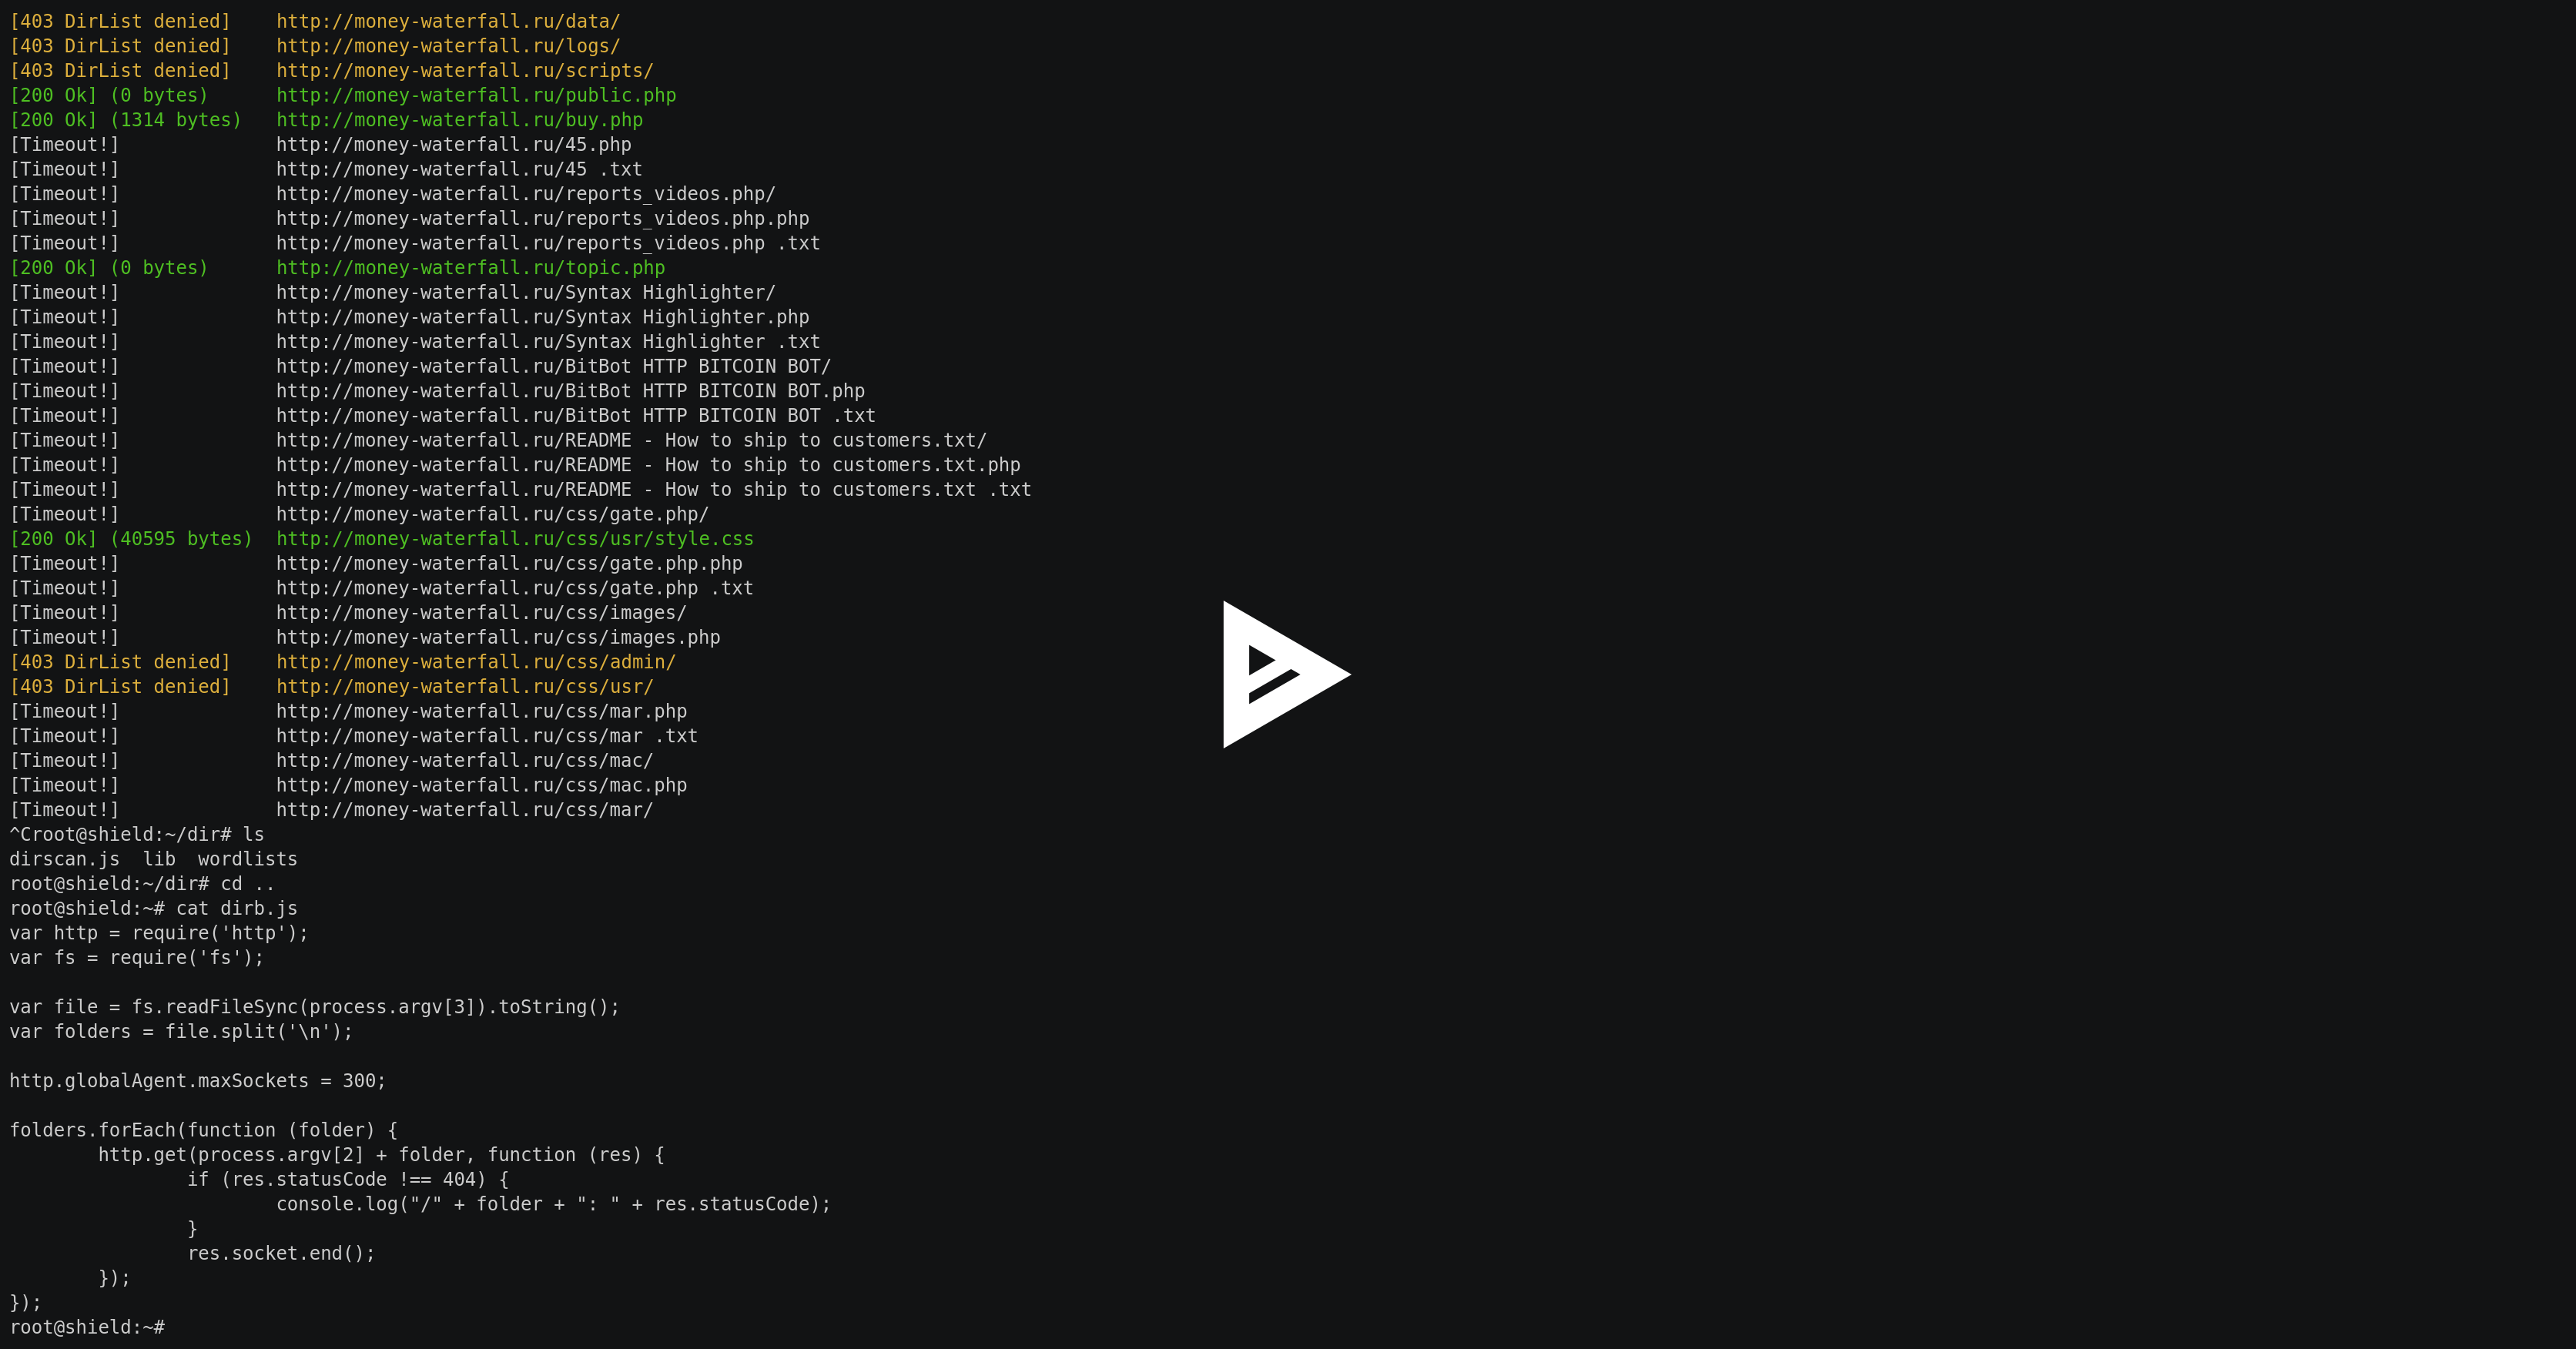 [403 DirList denied]    http://money-waterfall.ru/data/
[403 DirList denied]    http://money-waterfall.ru/logs/
[403 DirList denied]    http://money-waterfall.ru/scripts/
[200 Ok] (0 bytes)      http://money-waterfall.ru/public.php
[200 Ok] (1314 bytes)   http://money-waterfall.ru/buy.php
[Timeout!]              http://money-waterfall.ru/45.php
[Timeout!]              http://money-waterfall.ru/45 .txt
[Timeout!]              http://money-waterfall.ru/reports_videos.php/
[Timeout!]              http://money-waterfall.ru/reports_videos.php.php
[Timeout!]              http://money-waterfall.ru/reports_videos.php .txt
[200 Ok] (0 bytes)      http://money-waterfall.ru/topic.php
[Timeout!]              http://money-waterfall.ru/Syntax Highlighter/
[Timeout!]              http://money-waterfall.ru/Syntax Highlighter.php
[Timeout!]              http://money-waterfall.ru/Syntax Highlighter .txt
[Timeout!]              http://money-waterfall.ru/BitBot HTTP BITCOIN BOT/
[Timeout!]              http://money-waterfall.ru/BitBot HTTP BITCOIN BOT.php
[Timeout!]              http://money-waterfall.ru/BitBot HTTP BITCOIN BOT .txt
[Timeout!]              http://money-waterfall.ru/README - How to ship to customers.txt/
[Timeout!]              http://money-waterfall.ru/README - How to ship to customers.txt.php
[Timeout!]              http://money-waterfall.ru/README - How to ship to customers.txt .txt
[Timeout!]              http://money-waterfall.ru/css/gate.php/
[200 Ok] (40595 bytes)  http://money-waterfall.ru/css/usr/style.css
[Timeout!]              http://money-waterfall.ru/css/gate.php.php
[Timeout!]              http://money-waterfall.ru/css/gate.php .txt
[Timeout!]              http://money-waterfall.ru/css/images/
[Timeout!]              http://money-waterfall.ru/css/images.php
[403 DirList denied]    http://money-waterfall.ru/css/admin/
[403 DirList denied]    http://money-waterfall.ru/css/usr/
[Timeout!]              http://money-waterfall.ru/css/mar.php
[Timeout!]              http://money-waterfall.ru/css/mar .txt
[Timeout!]              http://money-waterfall.ru/css/mac/
[Timeout!]              http://money-waterfall.ru/css/mac.php
[Timeout!]              http://money-waterfall.ru/css/mar/
^Croot@shield:~/dir# ls
dirscan.js  lib  wordlists
root@shield:~/dir# cd ..
root@shield:~# cat dirb.js
var http = require('http');
var fs = require('fs');

var file = fs.readFileSync(process.argv[3]).toString();
var folders = file.split('\n');

http.globalAgent.maxSockets = 300;

folders.forEach(function (folder) {
        http.get(process.argv[2] + folder, function (res) {
                if (res.statusCode !== 404) {
                        console.log("/" + folder + ": " + res.statusCode);
                }
                res.socket.end();
        });
});
root@shield:~#